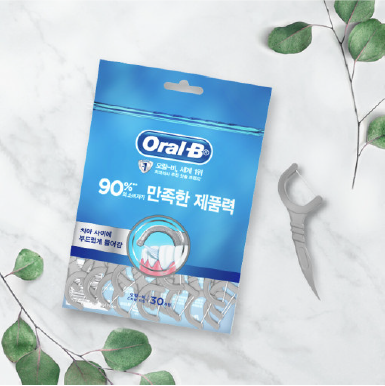 Oral-B
오랄-비, 세계 1위
90%
만족한 제품력
치아 사이에
부드럽게 들어감
30